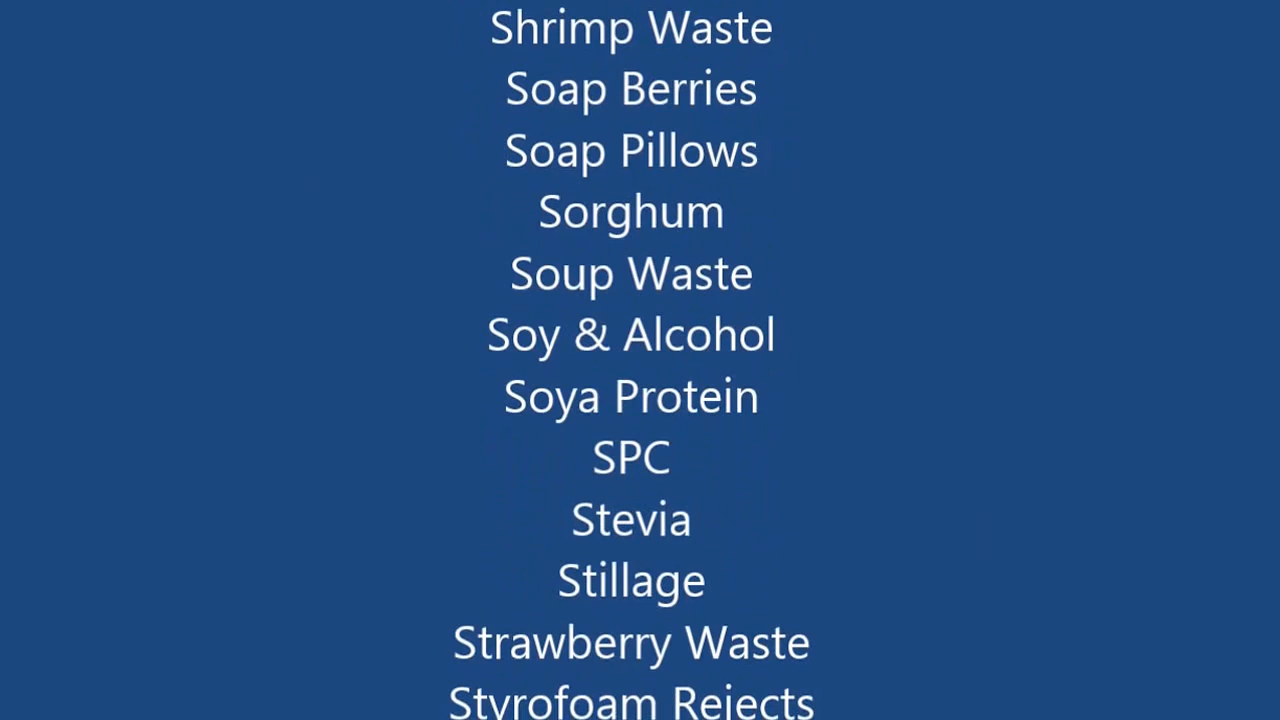 Shrimp Waste
Soap Berries
Soap Pillows
Sorghum
Soup Waste
Soy & Alcohol
Soya Protein
SPC
Stevia
Stillage
Strawberry Waste
Styrofoam Rejects